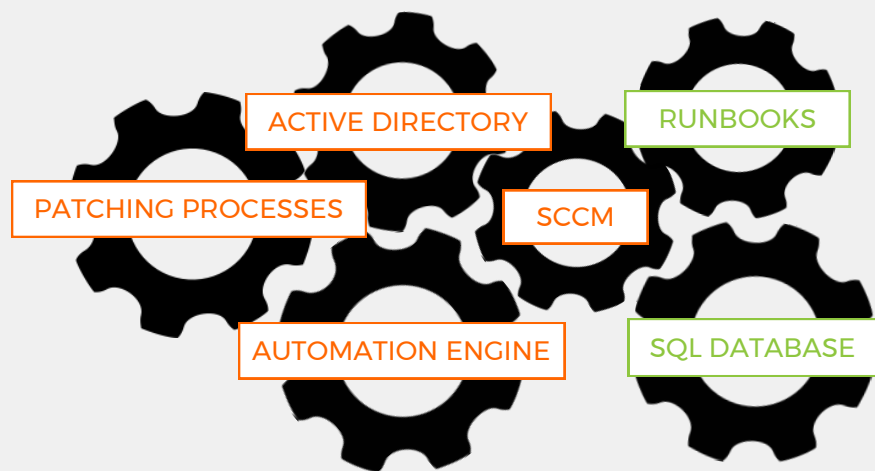 ACTIVE DIRECTORY
RUNBOOKS
PATCHING PROCESSES
SCCM
AUTOMATION ENGINE
SQL DATABASE